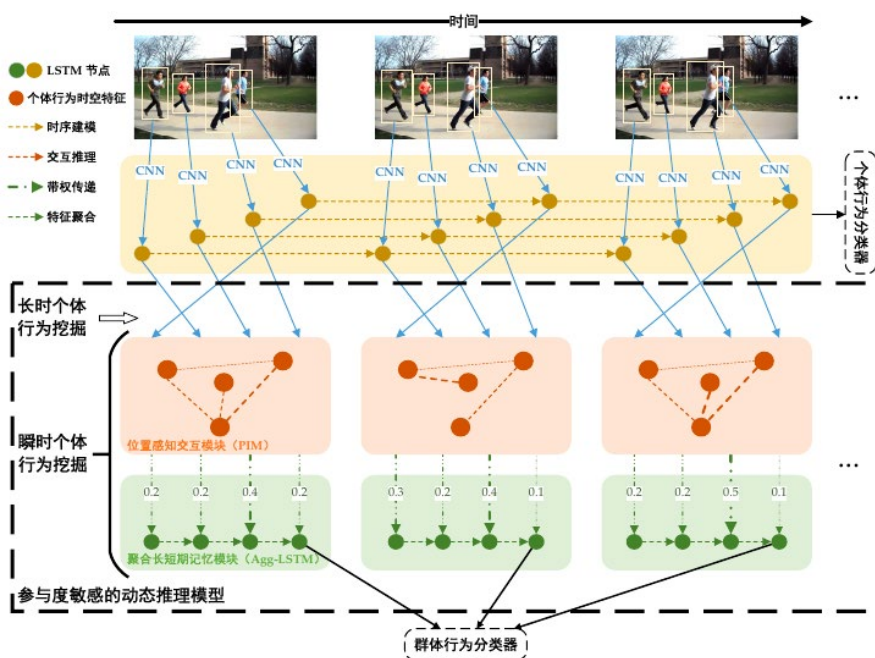 时间
LSTM 节点
个体行为时空特征
时序建模
交互推理
带权传递
特征聚合
...
CNN
CNN
CNN
CNN
CNN
CNN
CNN
CNN
CNN
CNN
CNN
CNN
个体行为分类器
长时个体
行为挖掘
瞬时个体
行为挖掘
位置感知交互模块（PIM）
0.2
0.2
0.4
0.2
0.3
0.2
0.4
0.1
0.2
0.2
0.5
0.1
...
聚合长短期记忆模块（Agg-LSTM）
参与度敏感的动态推理模型
群体行为分类器